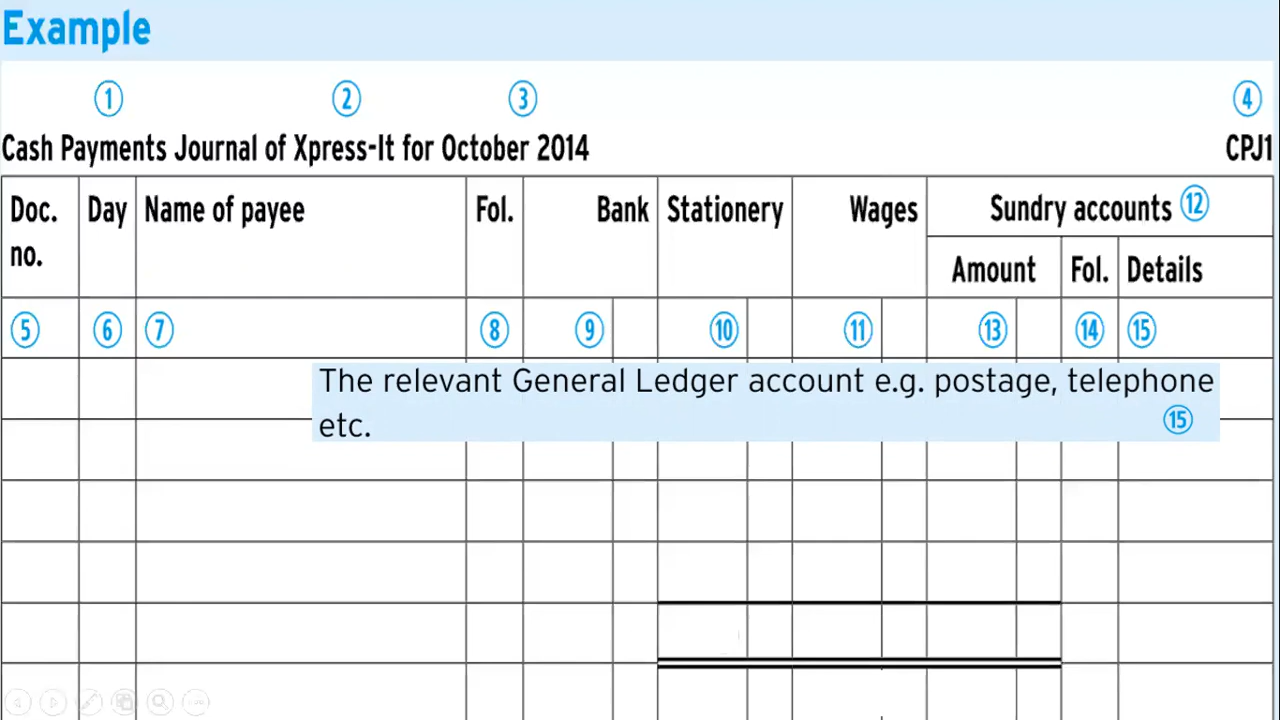 Example
① ② ③ ④
Cash Payments Journal of Xpress-It for October 2014 CPJ1
Doc. no. Day Name of payee Fol. Bank Stationery Wages Sundry accounts ⑫
Amount Fol. Details
⑤ ⑥ ⑦ ⑧ ⑨ ⑩ ⑪ ⑬ ⑭ ⑮
The relevant General Ledger account e.g. postage, telephone
etc. ⑮